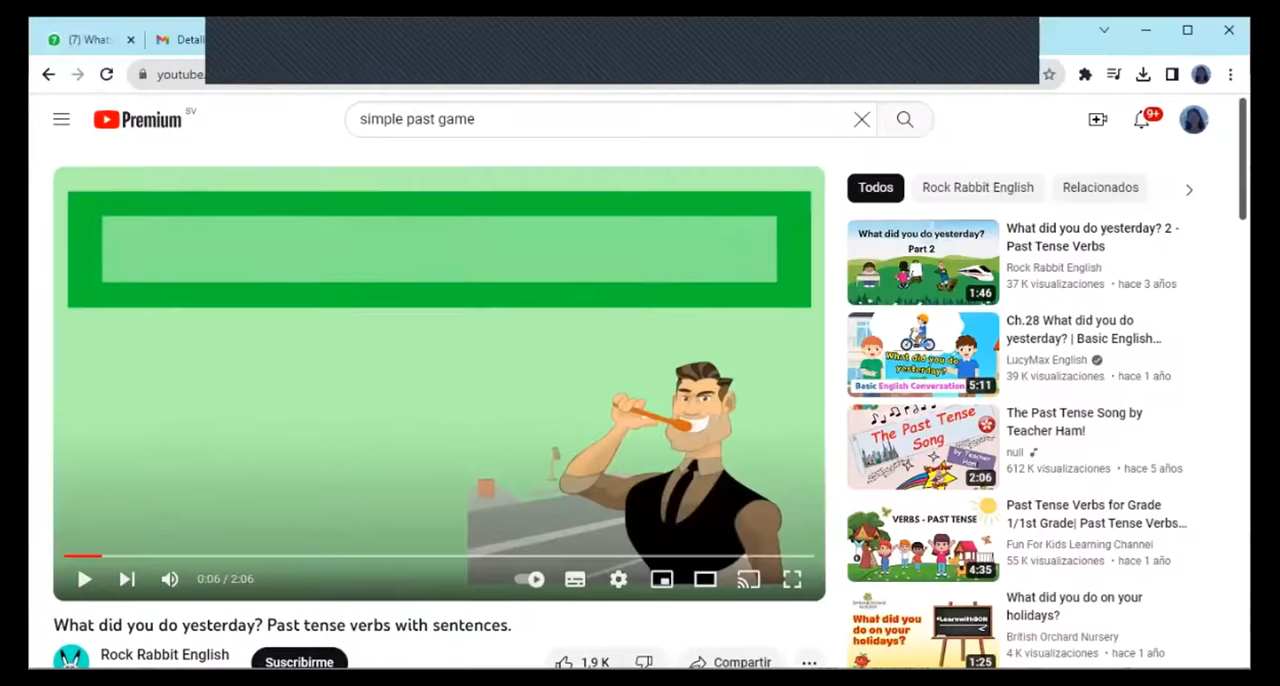 (7) Whats
Detall
youtube.
Premium SV
simple past game
9+
Todos
Rock Rabbit English
Relacionados
What did you do yesterday?
Part 2
1:46
What did you do yesterday? 2 -
Past Tense Verbs
Rock Rabbit English
37 K visualizaciones • hace 3 años
What did you do
yesterday?
Basic English Conversation
5:11
Ch.28 What did you do
yesterday? | Basic English...
LucyMax English
39 K visualizaciones • hace 1 año
The Past Tense
Song
by Teacher
Ham!
2:06
The Past Tense Song by
Teacher Ham!
null
612 K visualizaciones • hace 5 años
VERBS - PAST TENSE
4:35
Past Tense Verbs for Grade
1/1st Grade| Past Tense Verbs...
Fun For Kids Learning Channel
55 K visualizaciones • hace 1 año
What did you
do on your
holidays?
#LearnwithBON
1:25
What did you do on your
holidays?
British Orchard Nursery
4 K visualizaciones • hace 1 año
0:06 / 2:06
What did you do yesterday? Past tense verbs with sentences.
Rock Rabbit English
Suscribirme
1,9 K
Compartir